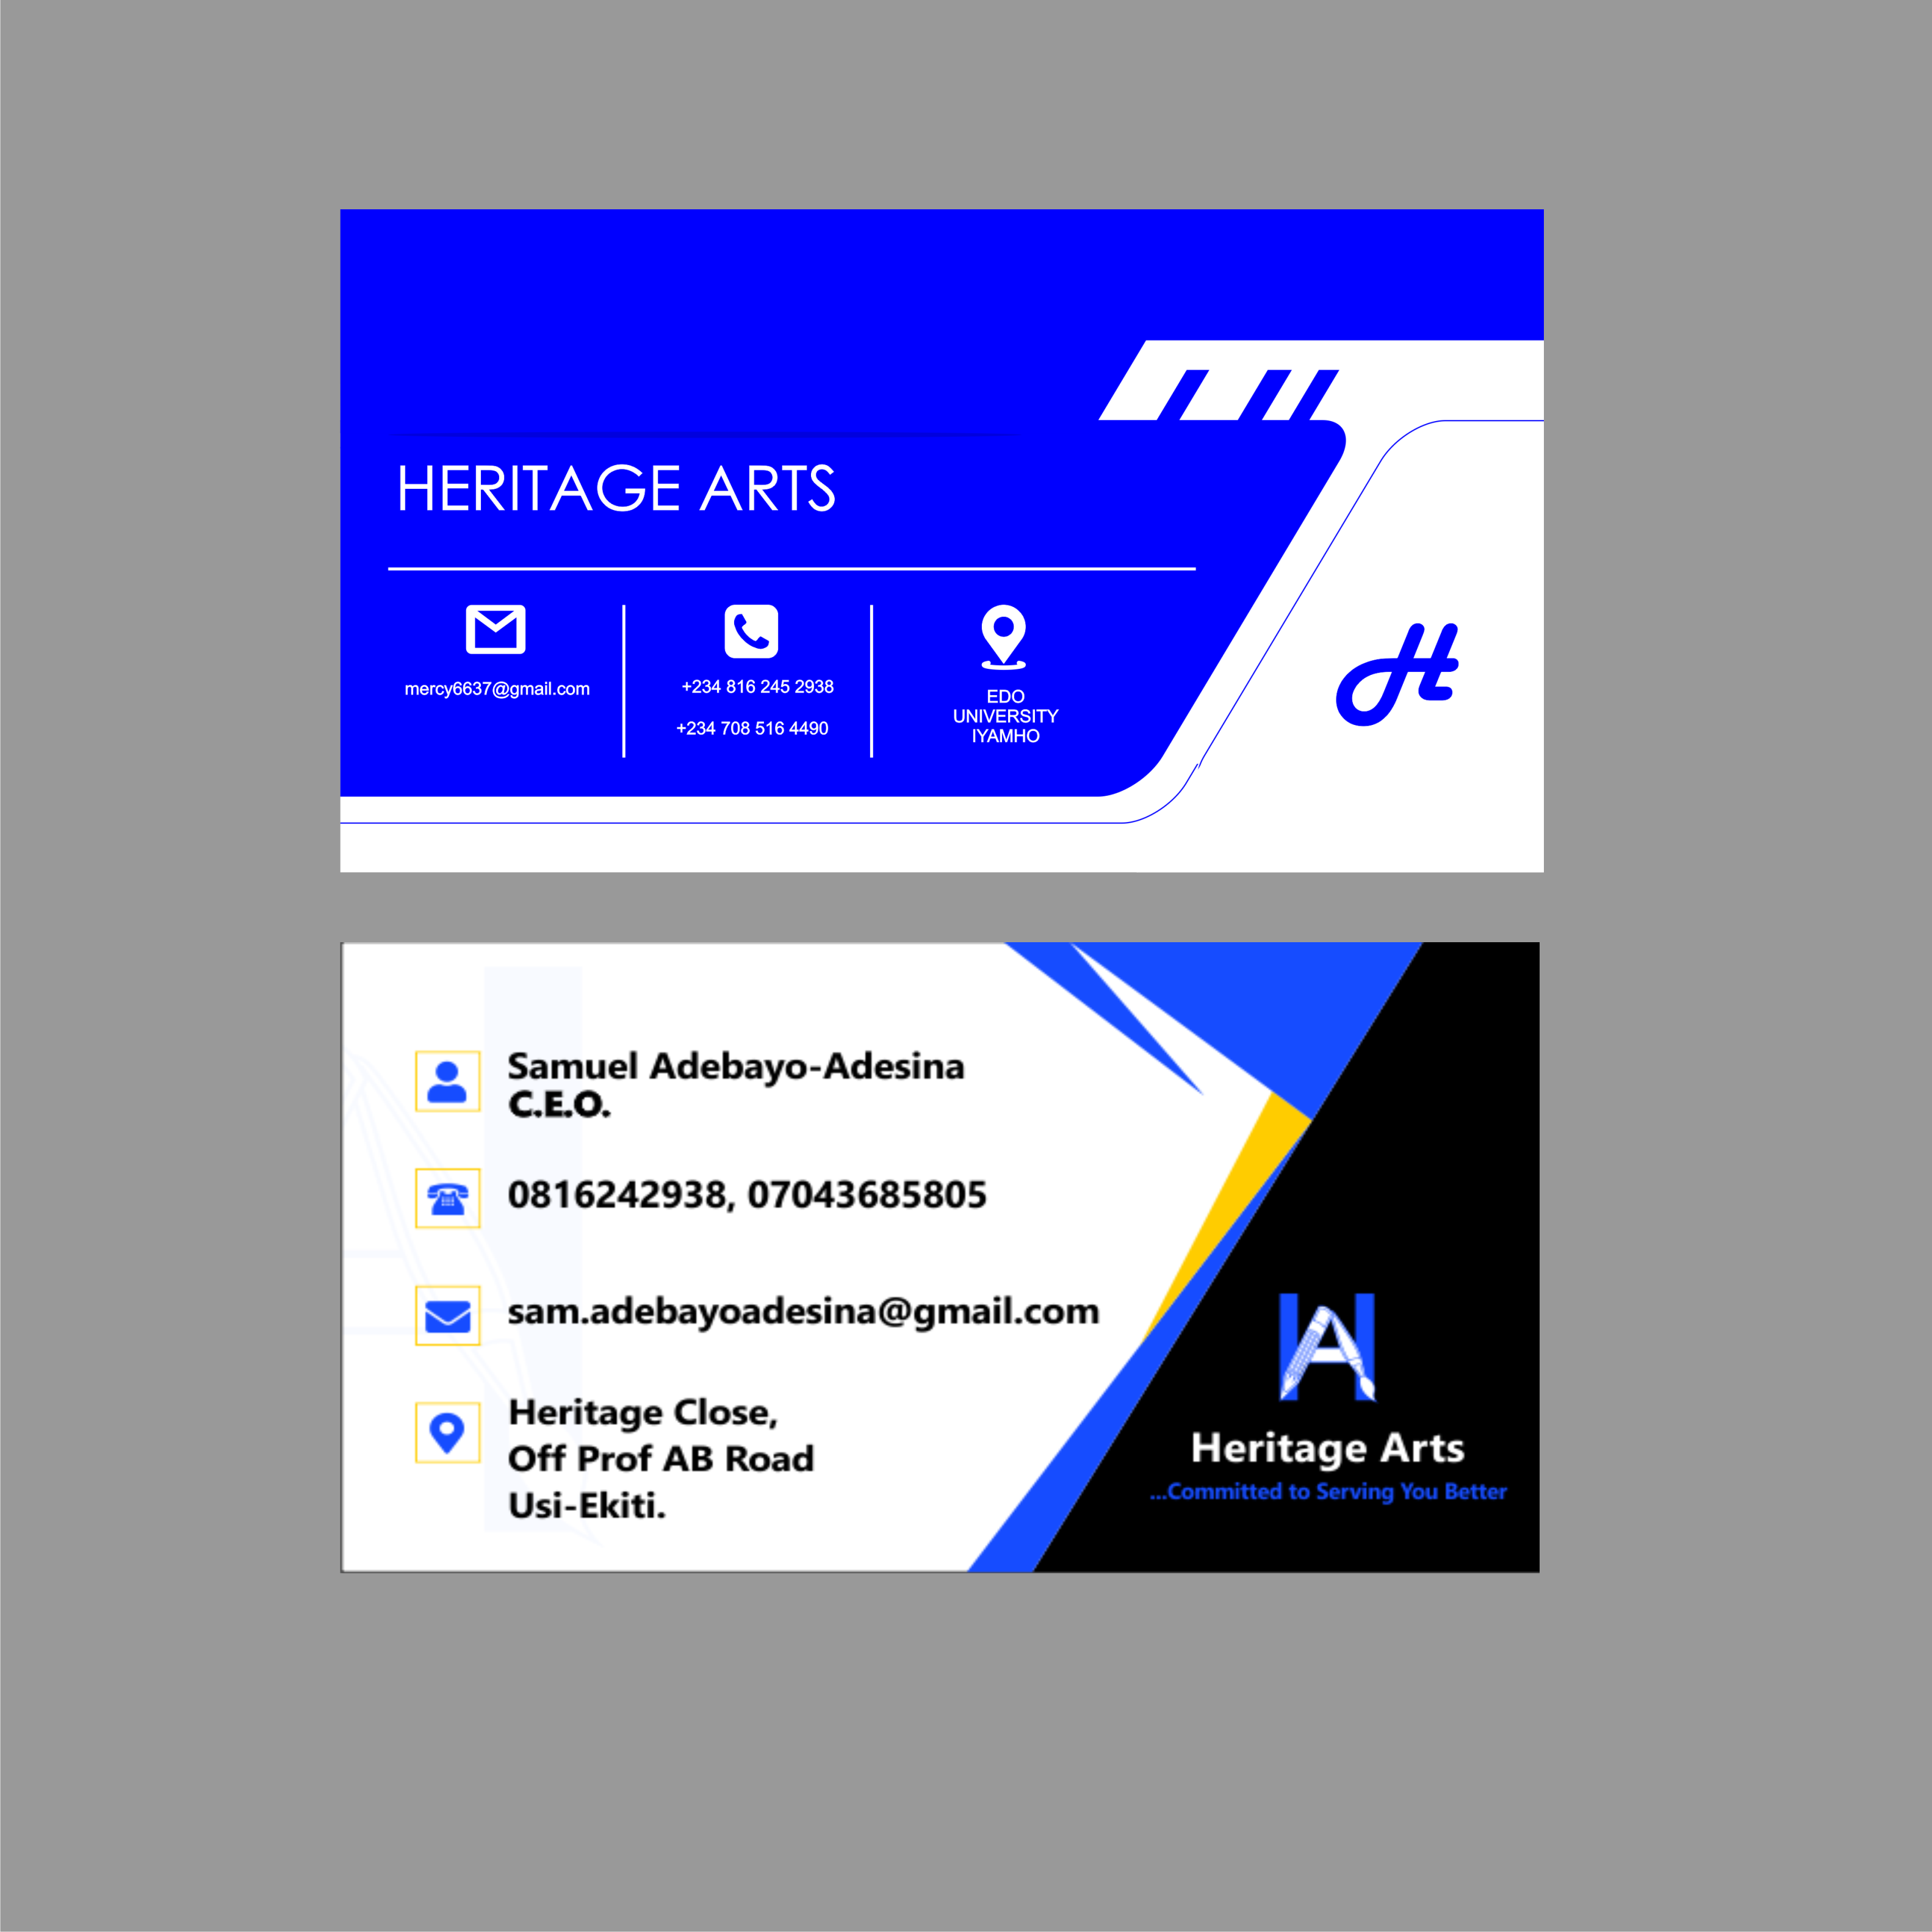 HERITAGE ARTS
mercy6637@gmail.com
+234 816 245 2938
+234 708 516 4490
EDO
UNIVERSITY
IYAMHO
H
Samuel Adebayo-Adesina
C.E.O.
0816242938, 07043685805
sam.adebayoadesina@gmail.com
Heritage Close,
Off Prof AB Road
Usi-Ekiti.
HA
Heritage Arts
...Committed to Serving You Better